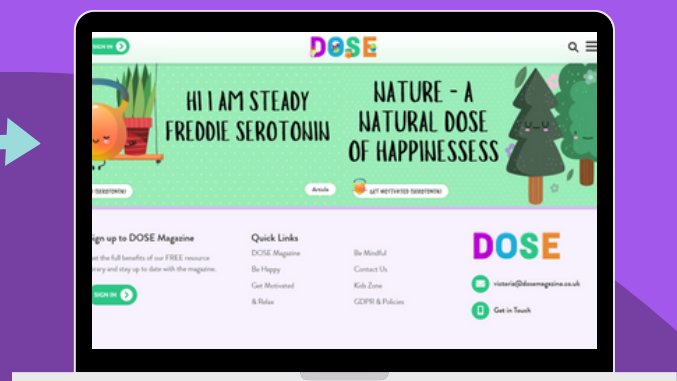 SIGN IN
DOSE
HI I AM STEADY
FREDDIE SEROTONIN
NATURE - A
NATURAL DOSE
OF HAPPINESSESS
(SEROTONIN)
Article
GET MOTIVATED (SEROTONIN)
ign up to DOSE Magazine
et the full benefits of our FREE resource
rary and stay up to date with the magazine.
SIGN IN
Quick Links
DOSE Magazine
Be Happy
Get Motivated
& Relax
Be Mindful
Contact Us
Kids Zone
GDPR & Policies
DOSE
victoria@dosemagazine.co.uk
Get in Touch